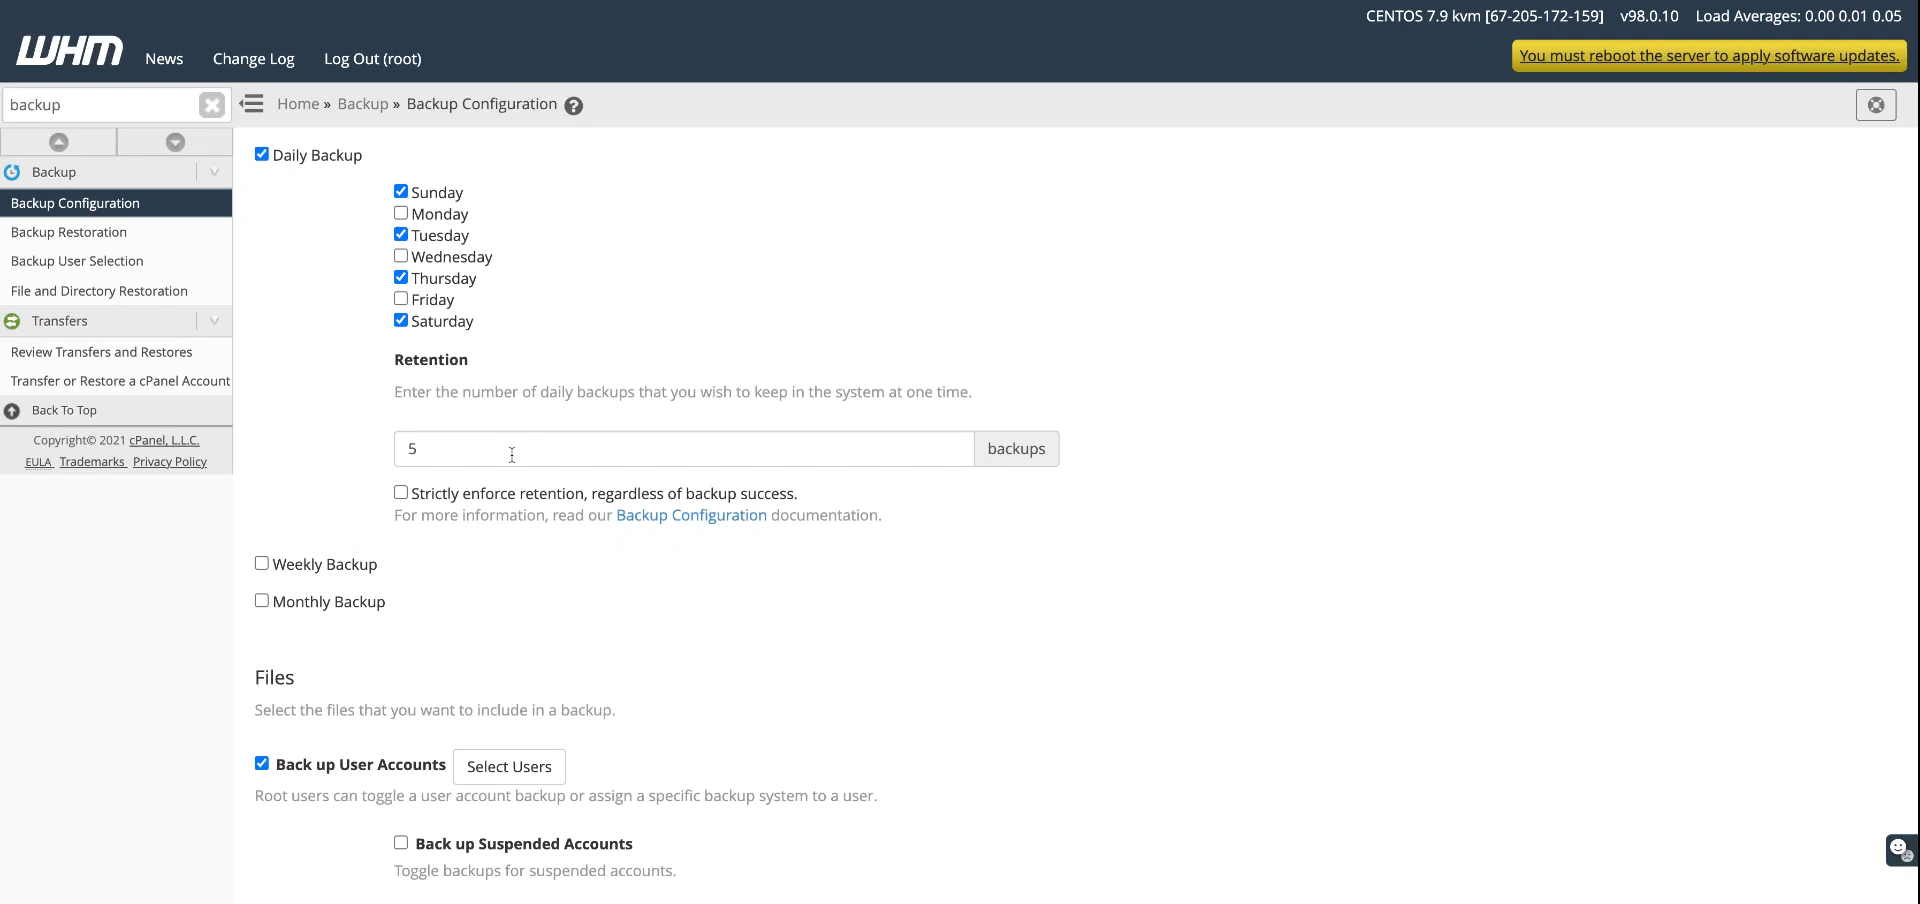 CENTOS 7.9 kvm [67-205-172-159] v98.0.10 Load Averages: 0.00 0.01 0.05
WHM News Change Log Log Out (root) You must reboot the server to apply software updates.
backup
Home » Backup » Backup Configuration
Backup
Backup Configuration
Backup Restoration
Backup User Selection
File and Directory Restoration
Transfers
Review Transfers and Restores
Transfer or Restore a cPanel Account
Back To Top
Copyright© 2021 cPanel, L.L.C.
EULA Trademarks Privacy Policy
Daily Backup
Sunday
Monday
Tuesday
Wednesday
Thursday
Friday
Saturday
Retention
Enter the number of daily backups that you wish to keep in the system at one time.
5 backups
Strictly enforce retention, regardless of backup success.
For more information, read our Backup Configuration documentation.
Weekly Backup
Monthly Backup
Files
Select the files that you want to include in a backup.
Back up User Accounts Select Users
Root users can toggle a user account backup or assign a specific backup system to a user.
Back up Suspended Accounts
Toggle backups for suspended accounts.